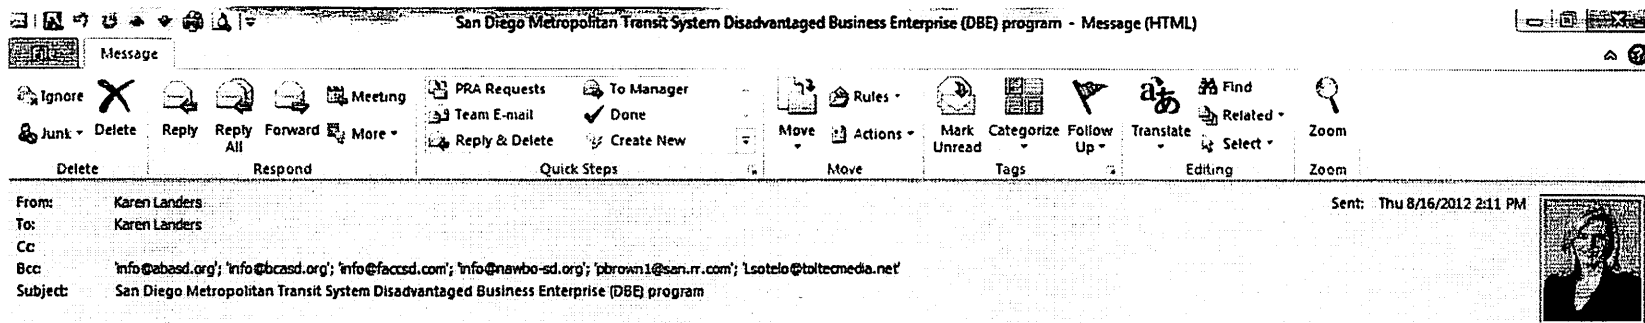 San Diego Metropolitan Transit System Disadvantaged Business Enterprise (DBE) program - Message (HTML)
Message
Ignore
Junk
Delete
Reply
Reply All
Forward
Meeting
More
PRA Requests
Team E-mail
Reply & Delete
To Manager
Done
Create New
Move
Rules
Actions
Mark Unread
Categorize
Follow Up
Translate
Find
Related
Select
Zoom
Delete
Respond
Quick Steps
Move
Tags
Editing
Zoom
From: Karen Landers
Sent: Thu 8/16/2012 2:11 PM
To: Karen Landers
Cc
Bcc: 'info@abasd.org'; 'info@bcasd.org'; 'info@faccsd.com'; 'info@nawbo-sd.org'; 'pbrown1@san.rr.com'; 'Lsotelo@toltecmedia.net'
Subject: San Diego Metropolitan Transit System Disadvantaged Business Enterprise (DBE) program